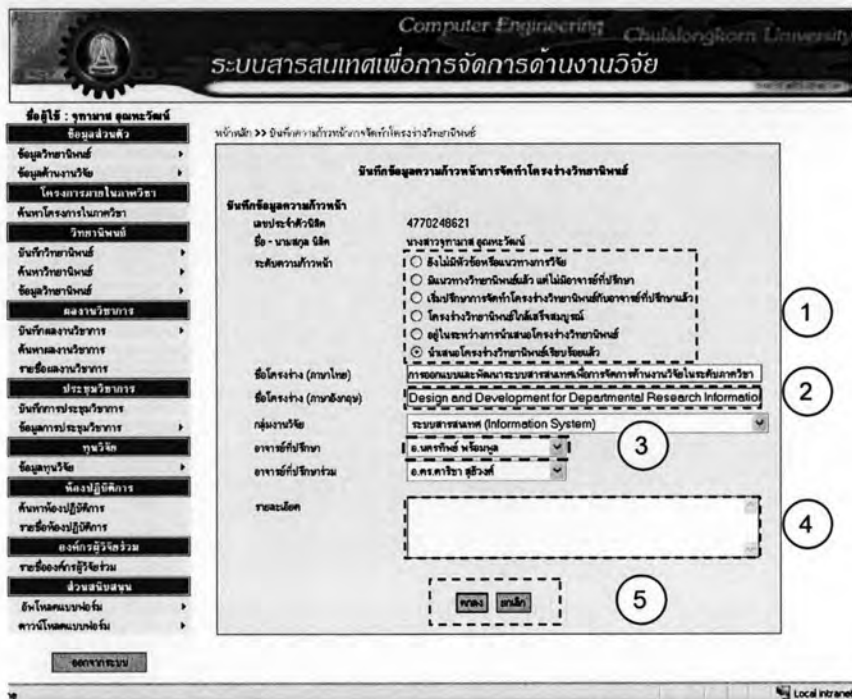 Computer Engineering Chulalongkorn University
ระบบสารสนเทศเพื่อการจัดการด้านงานวิจัย
ชื่อผู้ใช้ : จุฑามาส อุณหะวัฒน์
ข้อมูลส่วนตัว
ข้อมูลวิทยานิพนธ์
ข้อมูลด้านงานวิจัย
โครงการภายในภาควิชา
ค้นหาโครงการในภาควิชา
วิทยานิพนธ์
บันทึกวิทยานิพนธ์
ค้นหาวิทยานิพนธ์
ข้อมูลวิทยานิพนธ์
ผลงานวิชาการ
บันทึกผลงานวิชาการ
ค้นหาผลงานวิชาการ
รายชื่อผลงานวิชาการ
ประชุมวิชาการ
บันทึกการประชุมวิชาการ
ข้อมูลการประชุมวิชาการ
ทุนวิจัย
ข้อมูลทุนวิจัย
ห้องปฏิบัติการ
ค้นหาห้องปฏิบัติการ
รายชื่อห้องปฏิบัติการ
องค์กรผู้วิจัยร่วม
รายชื่อองค์กรผู้วิจัยร่วม
ส่วนสนับสนุน
อัพโหลดแบบฟอร์ม
ดาวน์โหลดแบบฟอร์ม
ออกจากระบบ
หน้าหลัก >> บันทึกความก้าวหน้าการจัดทำโครงร่างวิทยานิพนธ์
บันทึกข้อมูลความก้าวหน้าการจัดทำโครงร่างวิทยานิพนธ์
บันทึกข้อมูลความก้าวหน้า
เลขประจำตัวนิสิต 4770248621
ชื่อ - นามสกุล นิสิต นางสาวจุฑามาส อุณหะวัฒน์
ระดับความก้าวหน้า ยังไม่มีหัวข้อหรือแนวทางการวิจัย
มีแนวทางวิทยานิพนธ์แล้ว แต่ไม่มีอาจารย์ที่ปรึกษา
เริ่มปรึกษาการจัดทำโครงร่างวิทยานิพนธ์กับอาจารย์ที่ปรึกษาแล้ว
โครงร่างวิทยานิพนธ์ใกล้เสร็จสมบูรณ์
อยู่ในระหว่างการนำเสนอโครงร่างวิทยานิพนธ์
นำเสนอโครงร่างวิทยานิพนธ์เรียบร้อยแล้ว
1
ชื่อโครงร่าง (ภาษาไทย) การออกแบบและพัฒนาระบบสารสนเทศเพื่อการจัดการด้านงานวิจัยในระดับภาควิชา
ชื่อโครงร่าง (ภาษาอังกฤษ) Design and Development for Departmental Research Informatio
2
กลุ่มงานวิจัย ระบบสารสนเทศ (Information System)
อาจารย์ที่ปรึกษา อ.นครทิพย์ พร้อมพูล
3
อาจารย์ที่ปรึกษาร่วม อ.ดร.ดาริชา สุธีวงศ์
รายละเอียด
4
ตกลง ยกเลิก
5
Local intranet